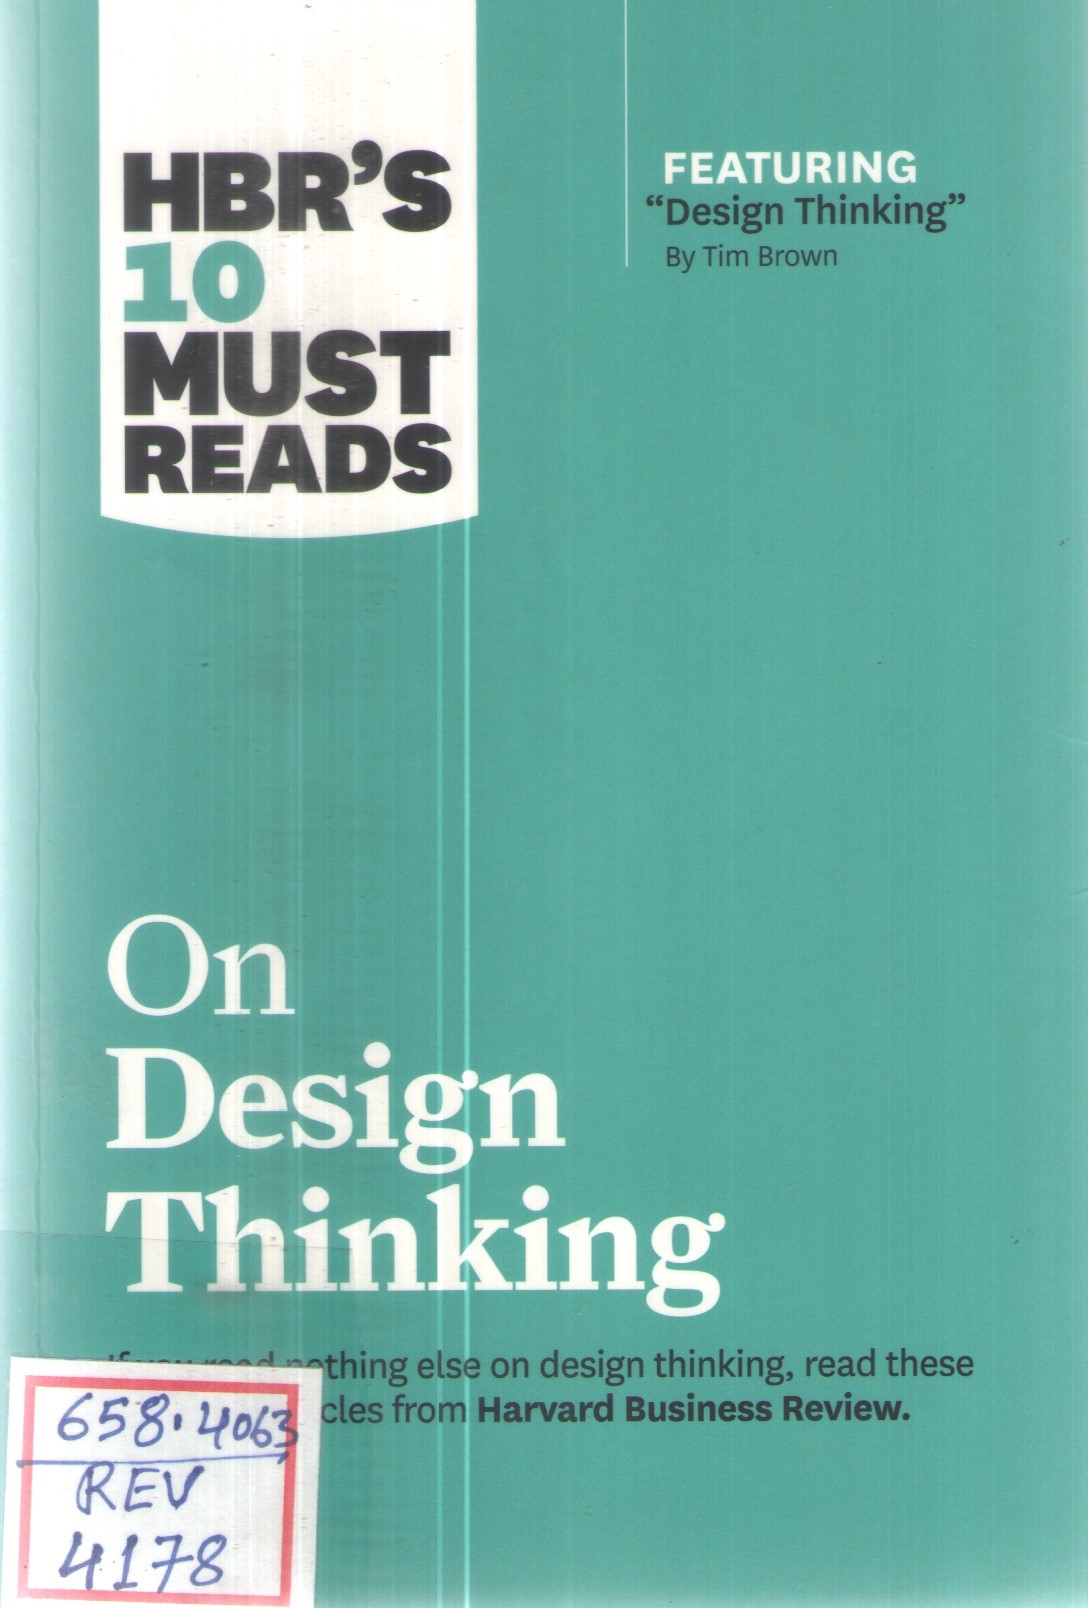 HBR'S
10
MUST
READS
FEATURING
“Design Thinking”
By Tim Brown
On
Design
Thinking
nothing else on design thinking, read these
cles from Harvard Business Review.
658.4063
REV
4178